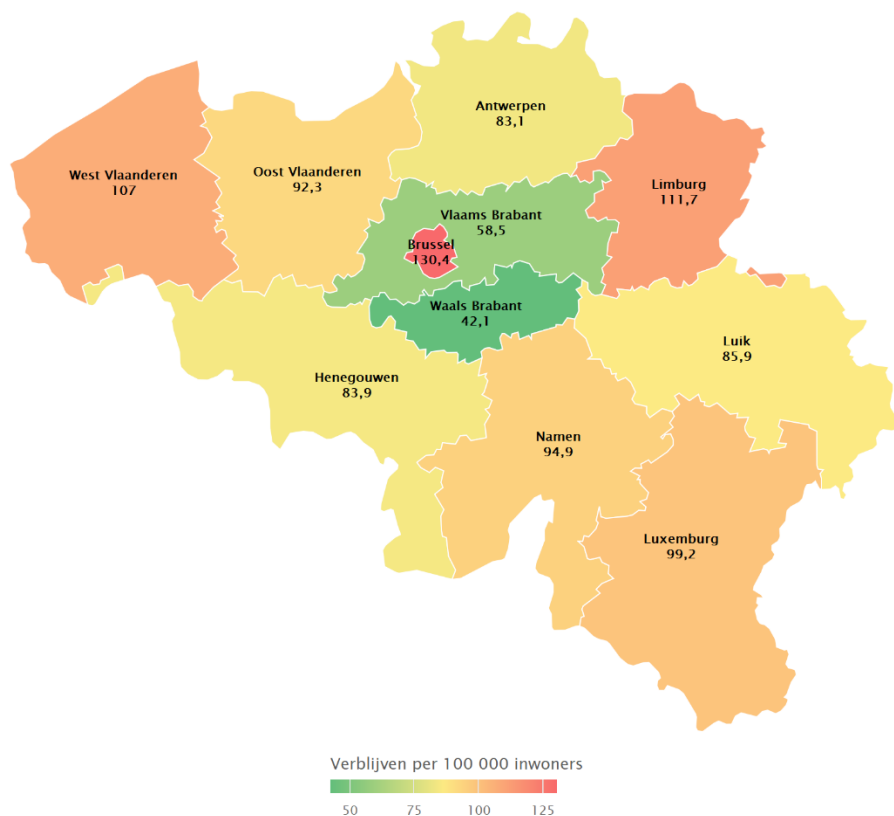 Antwerpen
83,1
West Vlaanderen
107
Oost Vlaanderen
92,3
Limburg
111,7
Vlaams Brabant
58,5
Brussel
130,4
Waals Brabant
42,1
Luik
85,9
Henegouwen
83,9
Namen
94,9
Luxemburg
99,2
Verblijven per 100 000 inwoners
50 75 100 125